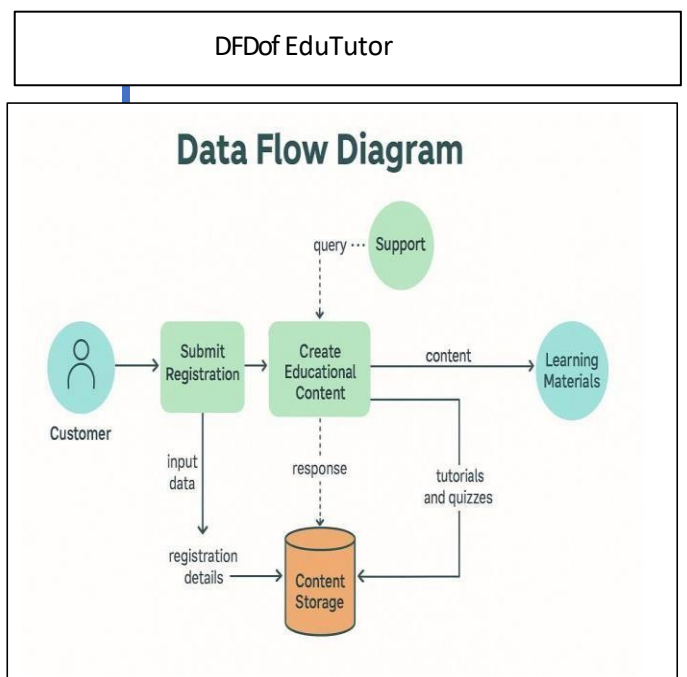 DFDof EduTutor
Data Flow Diagram
query
Support
Submit
Registration
Create
Educational
Content
content
Learning
Materials
Customer
input
data
response
tutorials
and quizzes
registration
details
Content
Storage